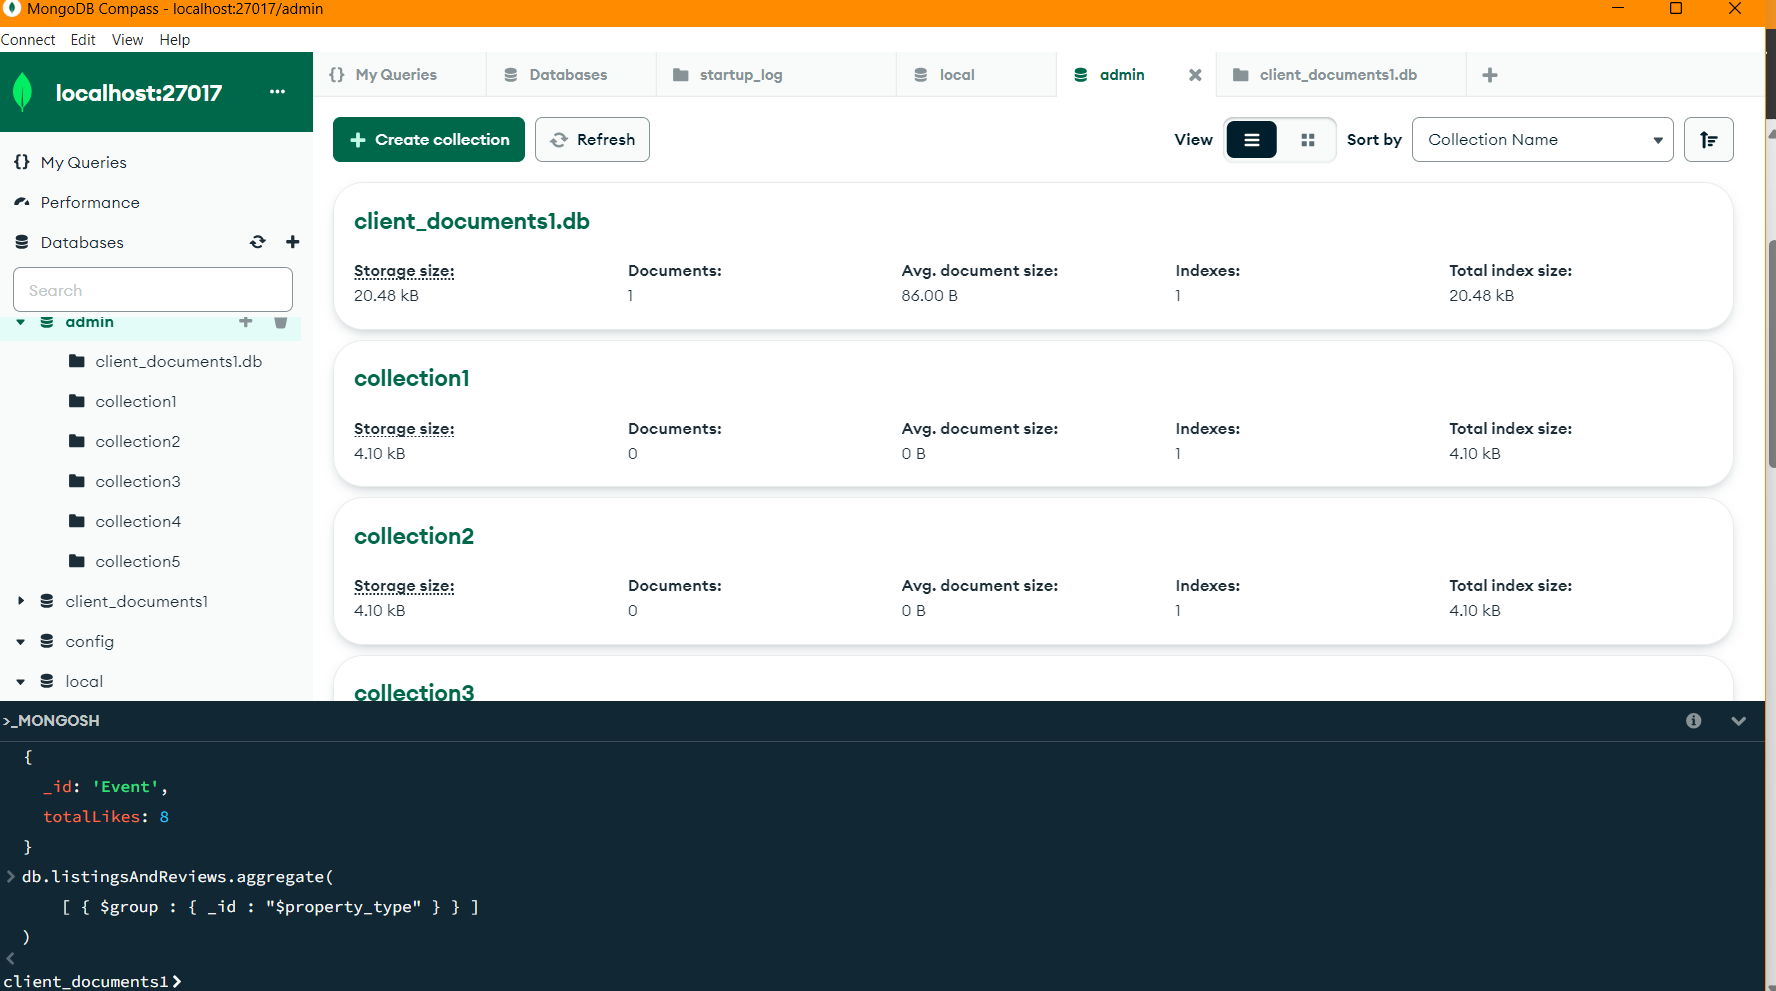 MongoDB Compass - localhost:27017/admin
Connect Edit View Help
localhost:27017 ...
{} My Queries Databases startup_log local admin client_documents1.db
Create collection Refresh View Sort by Collection Name
{} My Queries
Performance
Databases
Search
admin
client_documents1.db
collection1
collection2
collection3
collection4
collection5
client_documents1
config
local
client_documents1.db
Storage size: Documents: Avg. document size: Indexes: Total index size:
20.48 kB 1 86.00 B 1 20.48 kB
collection1
Storage size: Documents: Avg. document size: Indexes: Total index size:
4.10 kB 0 0 B 1 4.10 kB
collection2
Storage size: Documents: Avg. document size: Indexes: Total index size:
4.10 kB 0 0 B 1 4.10 kB
collection3
>_MONGOSH
{
_id: 'Event',
totalLikes: 8
}
> db.listingsAndReviews.aggregate(
[ { $group : { _id : "$property_type" } } ]
)
<
client_documents1>